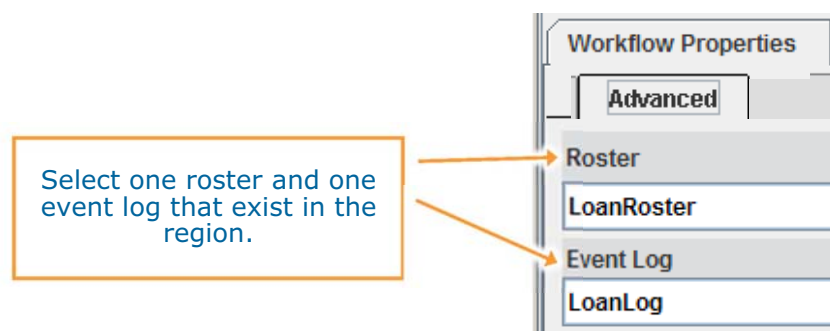 Workflow Properties
Advanced
Select one roster and one
event log that exist in the
region.
Roster
LoanRoster
Event Log
LoanLog